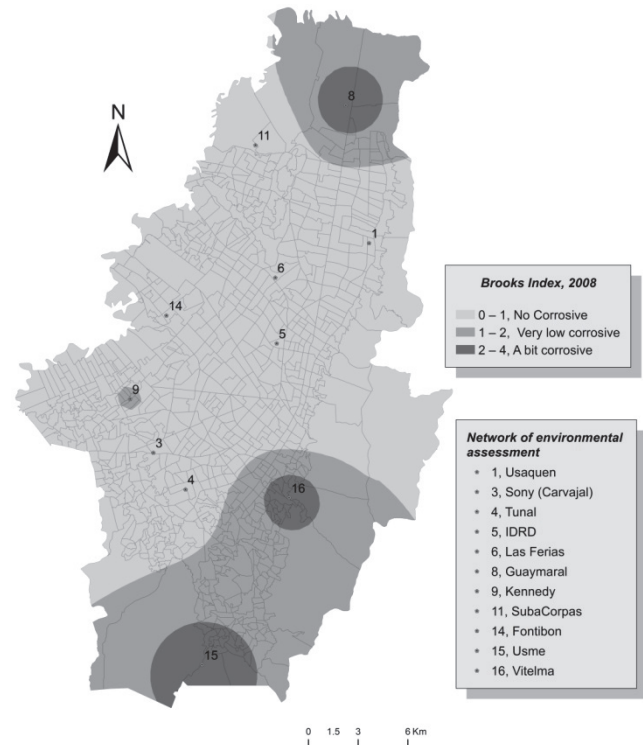 N
8
11
1
6
14
5
9
3
4
16
15
Brooks Index, 2008
0 – 1, No Corrosive
1 – 2, Very low corrosive
2 – 4, A bit corrosive
Network of environmental
assessment
1, Usaquen
3, Sony (Carvajal)
4, Tunal
5, IDRD
6, Las Ferias
8, Guaymaral
9, Kennedy
11, SubaCorpas
14, Fontibon
15, Usme
16, Vitelma
0 1.5 3 6 Km